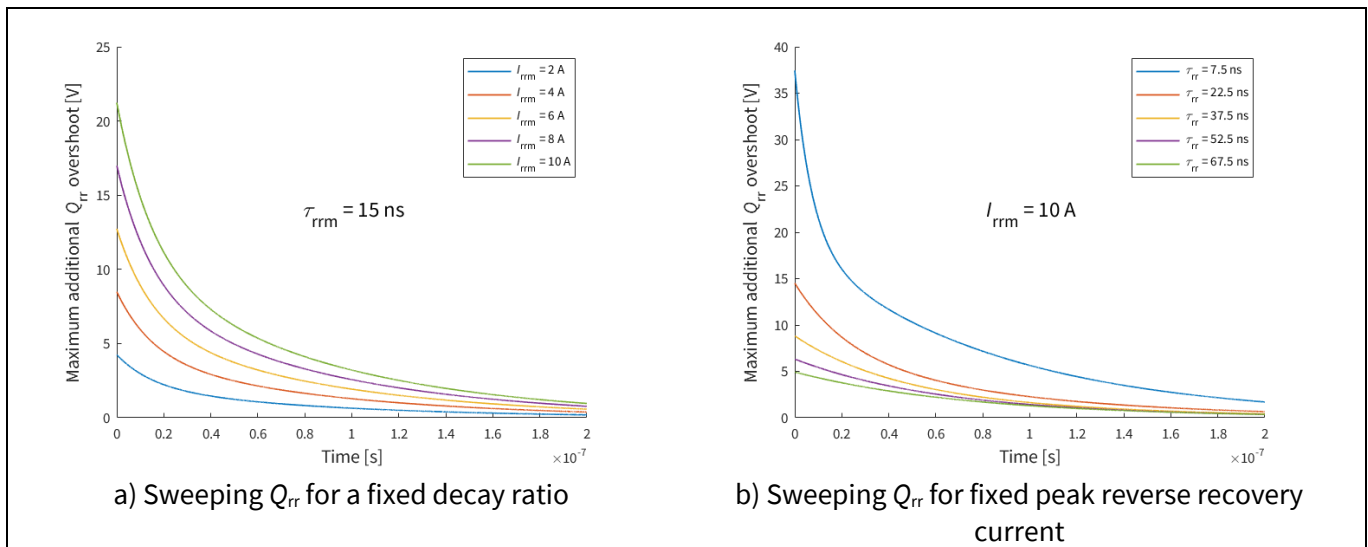 25
20
15
10
5
0
Maximum additional Qrr overshoot [V]
Irrm = 2 A
Irrm = 4 A
Irrm = 6 A
Irrm = 8 A
Irrm = 10 A
τrrm = 15 ns
0 0.2 0.4 0.6 0.8 1 1.2 1.4 1.6 1.8 2
Time [s]
×10⁻⁷
a) Sweeping Qrr for a fixed decay ratio
40
35
30
25
20
15
10
5
0
Maximum additional Qrr overshoot [V]
τrr = 7.5 ns
τrr = 22.5 ns
τrr = 37.5 ns
τrr = 52.5 ns
τrr = 67.5 ns
Irrm = 10 A
0 0.2 0.4 0.6 0.8 1 1.2 1.4 1.6 1.8 2
Time [s]
×10⁻⁷
b) Sweeping Qrr for fixed peak reverse recovery
current